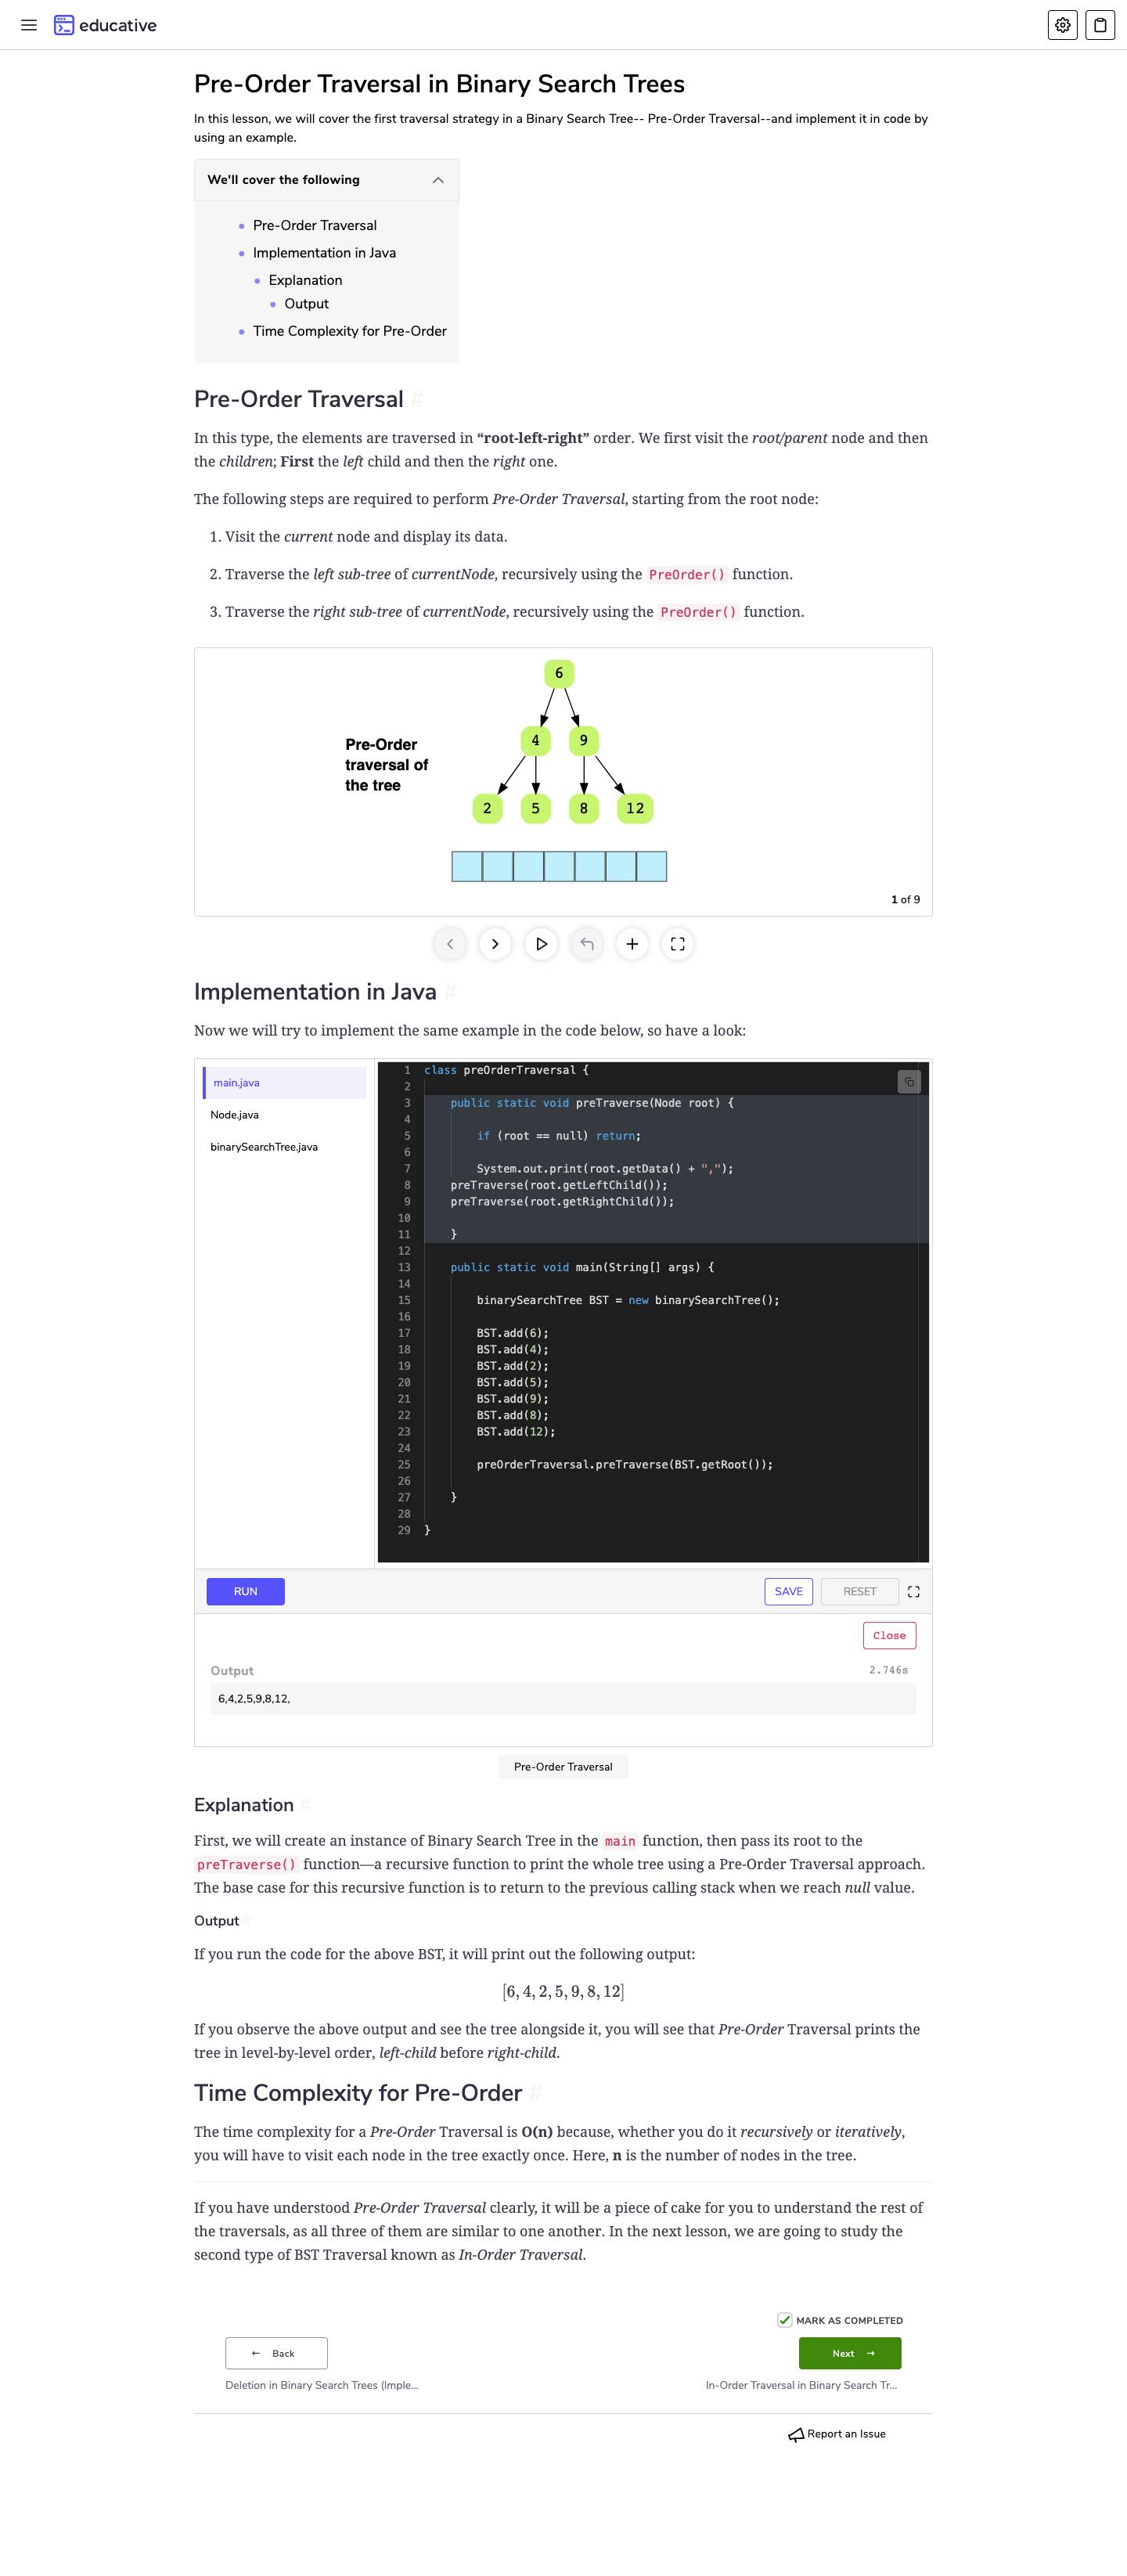 educative
Pre-Order Traversal in Binary Search Trees
In this lesson, we will cover the first traversal strategy in a Binary Search Tree-- Pre-Order Traversal--and implement it in code by
using an example.
We'll cover the following
Pre-Order Traversal
Implementation in Java
Explanation
Output
Time Complexity for Pre-Order
Pre-Order Traversal #
In this type, the elements are traversed in “root-left-right” order. We first visit the root/parent node and then
the children; First the left child and then the right one.
The following steps are required to perform Pre-Order Traversal, starting from the root node:
1. Visit the current node and display its data.
2. Traverse the left sub-tree of currentNode, recursively using the PreOrder() function.
3. Traverse the right sub-tree of currentNode, recursively using the PreOrder() function.
6
4 9
Pre-Order
traversal of
the tree
2 5 8 12
1 of 9
Implementation in Java #
Now we will try to implement the same example in the code below, so have a look:
main.java
Node.java
binarySearchTree.java
1 class preOrderTraversal {
2
3 public static void preTraverse(Node root) {
4
5 if (root == null) return;
6
7 System.out.print(root.getData() + ",");
8 preTraverse(root.getLeftChild());
9 preTraverse(root.getRightChild());
10
11 }
12
13 public static void main(String[] args) {
14
15 binarySearchTree BST = new binarySearchTree();
16
17 BST.add(6);
18 BST.add(4);
19 BST.add(2);
20 BST.add(5);
21 BST.add(9);
22 BST.add(8);
23 BST.add(12);
24
25 preOrderTraversal.preTraverse(BST.getRoot());
26
27 }
28
29 }
RUN SAVE RESET
Close
Output 2.746s
6,4,2,5,9,8,12,
Pre-Order Traversal
Explanation #
First, we will create an instance of Binary Search Tree in the main function, then pass its root to the
preTraverse() function—a recursive function to print the whole tree using a Pre-Order Traversal approach.
The base case for this recursive function is to return to the previous calling stack when we reach null value.
Output #
If you run the code for the above BST, it will print out the following output:
[6, 4, 2, 5, 9, 8, 12]
If you observe the above output and see the tree alongside it, you will see that Pre-Order Traversal prints the
tree in level-by-level order, left-child before right-child.
Time Complexity for Pre-Order #
The time complexity for a Pre-Order Traversal is O(n) because, whether you do it recursively or iteratively,
you will have to visit each node in the tree exactly once. Here, n is the number of nodes in the tree.
If you have understood Pre-Order Traversal clearly, it will be a piece of cake for you to understand the rest of
the traversals, as all three of them are similar to one another. In the next lesson, we are going to study the
second type of BST Traversal known as In-Order Traversal.
MARK AS COMPLETED
← Back Next →
Deletion in Binary Search Trees (Imple... In-Order Traversal in Binary Search Tr...
Report an Issue